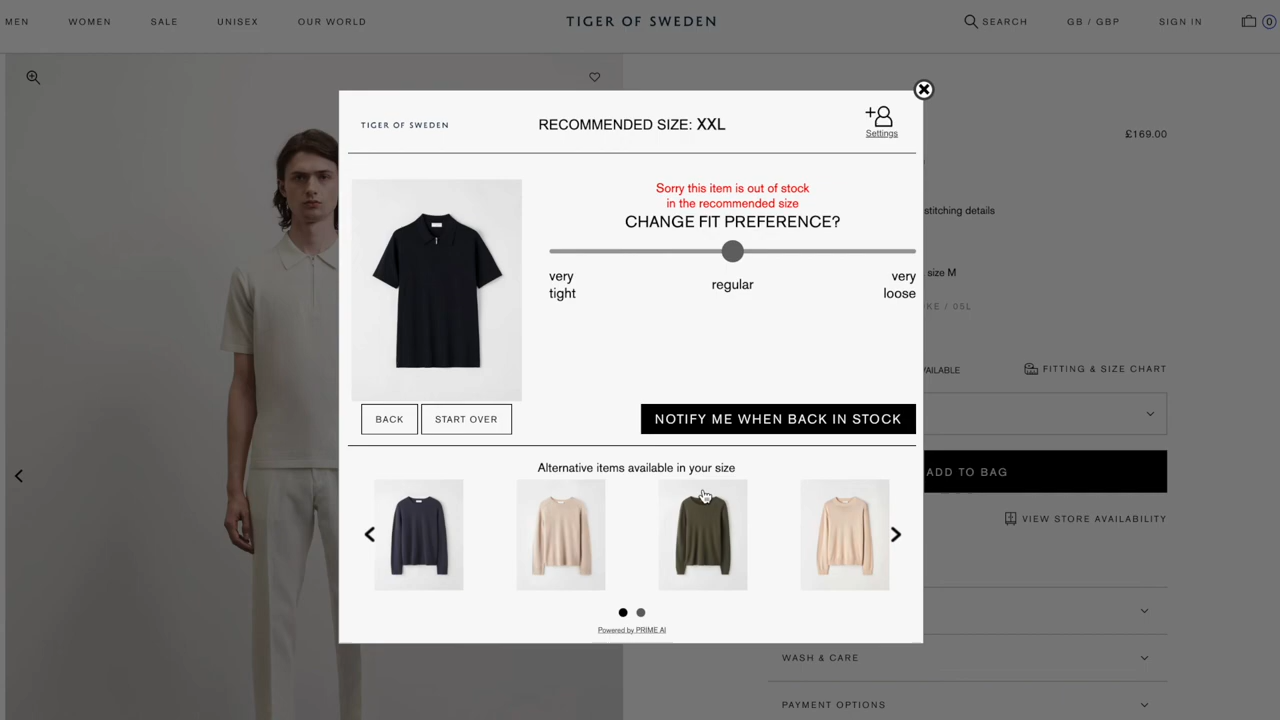 MEN WOMEN SALE UNISEX OUR WORLD TIGER OF SWEDEN SEARCH GB / GBP SIGN IN 0
£169.00
stitching details
size M
/ 0SL
FITTING & SIZE CHART
ADD TO BAG
VIEW STORE AVAILABILITY
WASH & CARE
PAYMENT OPTIONS
TIGER OF SWEDEN
RECOMMENDED SIZE: XXL
Settings
Sorry this item is out of stock
in the recommended size
CHANGE FIT PREFERENCE?
very tight
regular
very loose
BACK
START OVER
NOTIFY ME WHEN BACK IN STOCK
Alternative items available in your size
Powered by PRIME AI